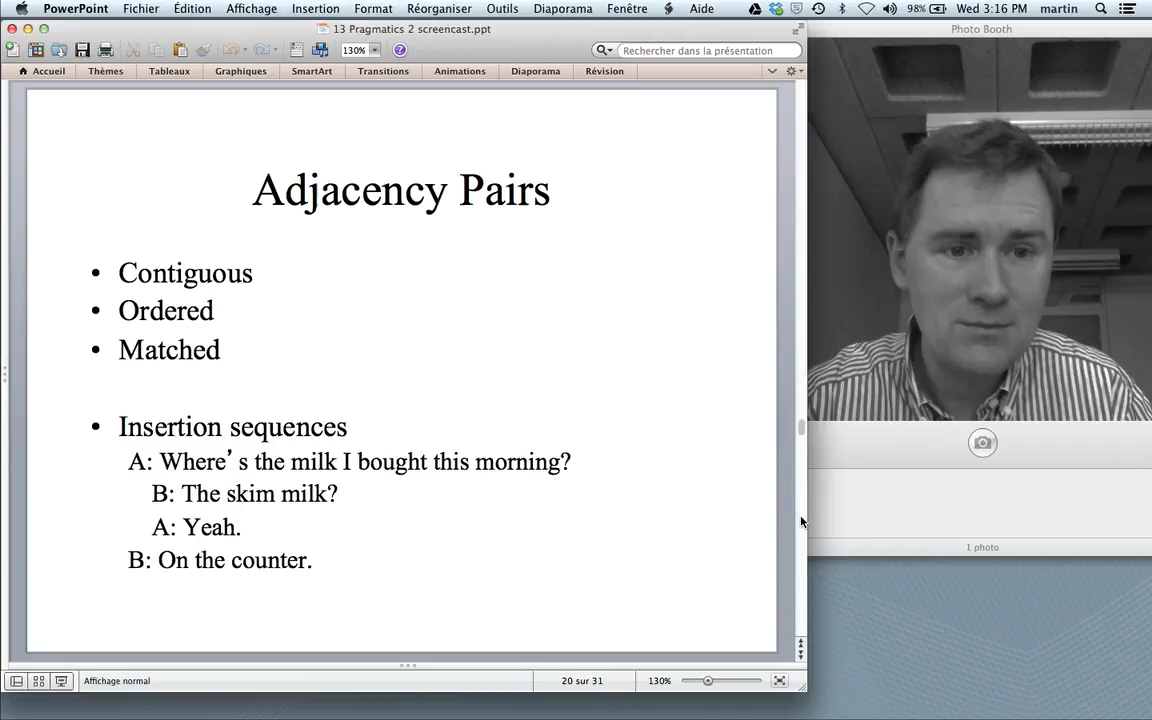 PowerPoint Fichier Édition Affichage Insertion Format Réorganiser Outils Diaporama Fenêtre Aide 98% Wed 3:16 PM martin
13 Pragmatics 2 screencast.ppt
Photo Booth
130% Rechercher dans la présentation
Accueil Thèmes Tableaux Graphiques SmartArt Transitions Animations Diaporama Révision
Adjacency Pairs
• Contiguous
• Ordered
• Matched
• Insertion sequences
A: Where’s the milk I bought this morning?
B: The skim milk?
A: Yeah.
B: On the counter.
1 photo
Affichage normal 20 sur 31 130%